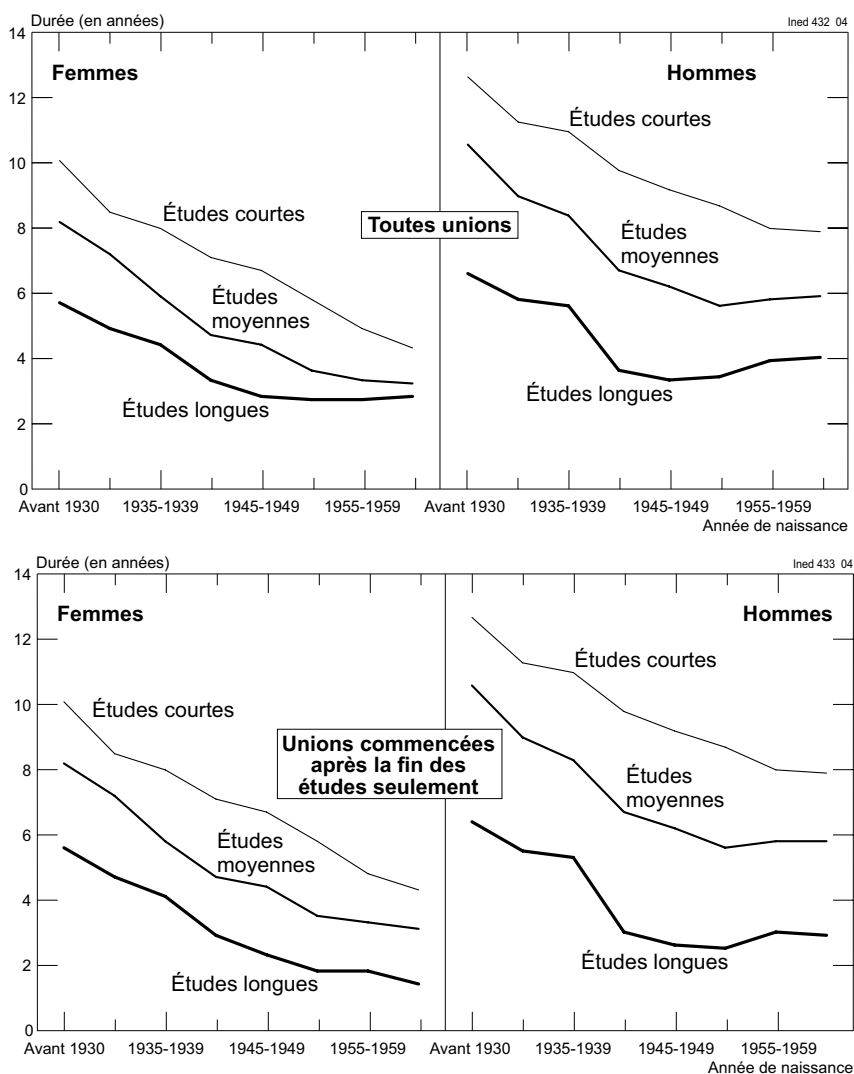 Durée (en années)
Ined 432 04
14
12
10
8
6
4
2
0
Femmes
Hommes
Études courtes
Études courtes
Toutes unions
Études
moyennes
Études
moyennes
Études longues
Études longues
Avant 1930 1935-1939 1945-1949 1955-1959 Avant 1930 1935-1939 1945-1949 1955-1959
Année de naissance
Durée (en années)
Ined 433 04
14
12
10
8
6
4
2
0
Femmes
Hommes
Études courtes
Études courtes
Unions commencées
après la fin des
études seulement
Études
moyennes
Études
moyennes
Études longues
Études longues
Avant 1930 1935-1939 1945-1949 1955-1959 Avant 1930 1935-1939 1945-1949 1955-1959
Année de naissance